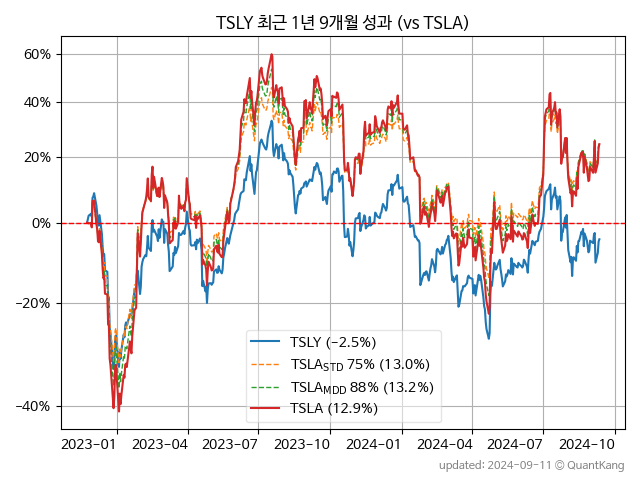 TSLY 최근 1년 9개월 성과 (vs TSLA)
60%
40%
20%
0%
−20%
−40%
TSLY (−2.5%)
TSLA_STD 75% (13.0%)
TSLA_MDD 88% (13.2%)
TSLA (12.9%)
2023−01 2023−04 2023−07 2023−10 2024−01 2024−04 2024−07 2024−10
updated: 2024−09−11 © QuantKang